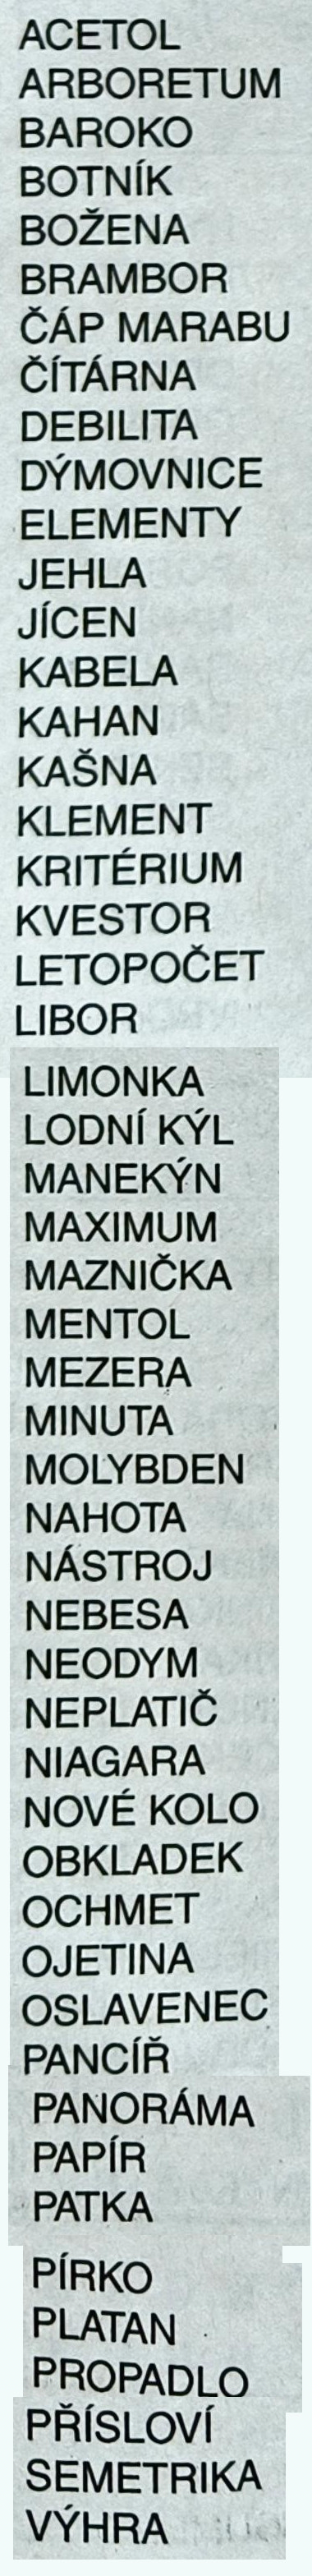 ACETOL
ARBORETUM
BAROKO
BOTNÍK
BOŽENA
BRAMBOR
ČÁP MARABU
ČÍTÁRNA
DEBILITA
DÝMOVNICE
ELEMENTY
JEHLA
JÍCEN
KABELA
KAHAN
KAŠNA
KLEMENT
KRITÉRIUM
KVESTOR
LETOPOČET
LIBOR
LIMONKA
LODNÍ KÝL
MANEKÝN
MAXIMUM
MAZNIČKA
MENTOL
MEZERA
MINUTA
MOLYBDEN
NAHOTA
NÁSTROJ
NEBESA
NEODYM
NEPLATIČ
NIAGARA
NOVÉ KOLO
OBKLADEK
OCHMET
OJETINA
OSLAVENEC
PANCÍŘ
PANORÁMA
PAPÍR
PATKA
PÍRKO
PLATAN
PROPADLO
PŘÍSLOVÍ
SEMETRIKA
VÝHRA